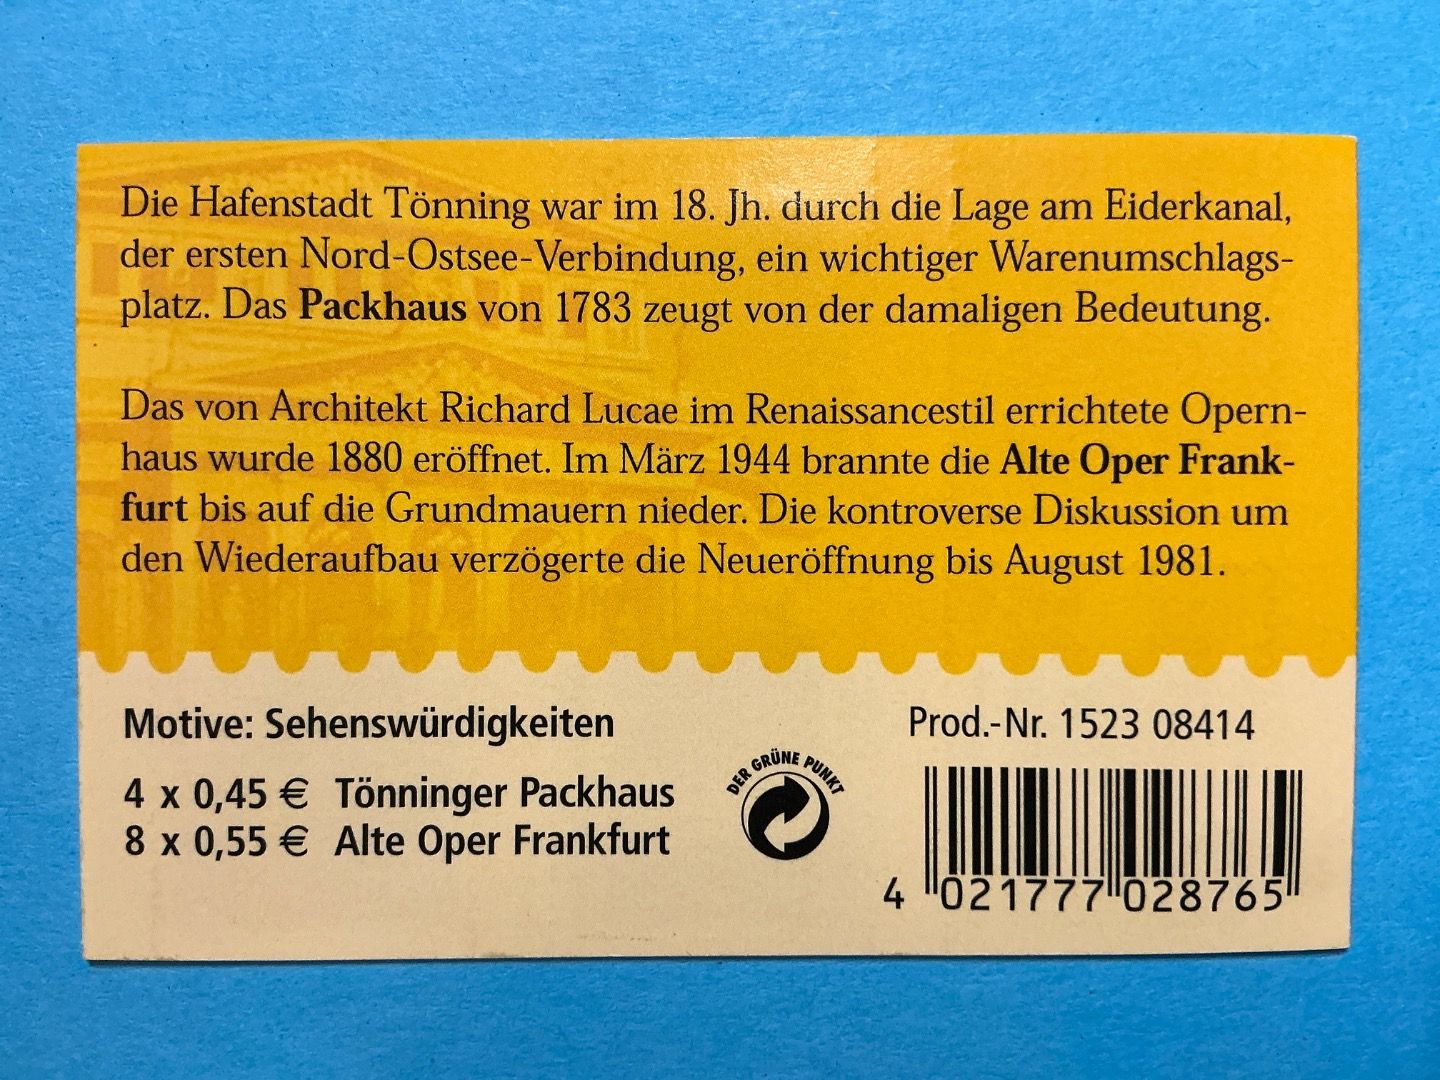 Die Hafenstadt Tönning war im 18. Jh. durch die Lage am Eiderkanal,
der ersten Nord-Ostsee-Verbindung, ein wichtiger Warenumschlags-
platz. Das Packhaus von 1783 zeugt von der damaligen Bedeutung.
Das von Architekt Richard Lucae im Renaissancestil errichtete Opern-
haus wurde 1880 eröffnet. Im März 1944 brannte die Alte Oper Frank-
furt bis auf die Grundmauern nieder. Die kontroverse Diskussion um
den Wiederaufbau verzögerte die Neueröffnung bis August 1981.
Motive: Sehenswürdigkeiten
4 x 0,45 € Tönninger Packhaus
8 x 0,55 € Alte Oper Frankfurt
DER GRÜNE PUNKT
Prod.-Nr. 1523 08414
4 021777 028765